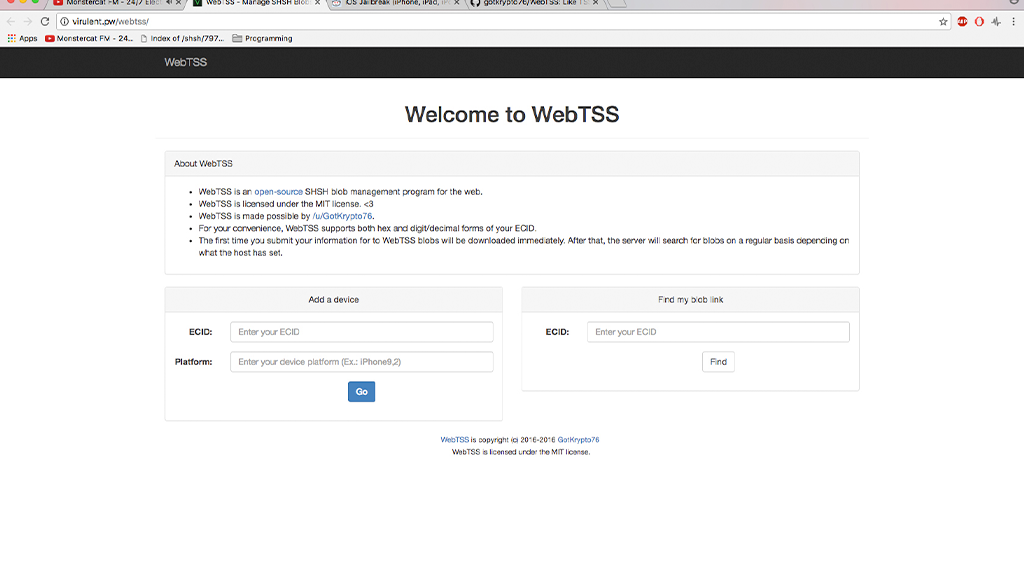 Monstercat FM - 24/7 Elect
WebTSS - Manage SHSH Blob
iOS Jailbreak (iPhone, iPad, iPo
gotkrypto76/WebTSS: Like TS
virulent.pw/webtss/
ABP
Apps
Monstercat FM - 24...
Index of /shsh/797...
Programming
WebTSS
Welcome to WebTSS
About WebTSS
• WebTSS is an open-source SHSH blob management program for the web.
• WebTSS is licensed under the MIT license. <3
• WebTSS is made possible by /u/GotKrypto76.
• For your convenience, WebTSS supports both hex and digit/decimal forms of your ECID.
• The first time you submit your information for to WebTSS blobs will be downloaded immediately. After that, the server will search for blobs on a regular basis depending on
what the host has set.
Add a device
ECID:
Enter your ECID
Platform:
Enter your device platform (Ex.: iPhone9,2)
Go
Find my blob link
ECID:
Enter your ECID
Find
WebTSS is copyright (c) 2016-2016 GotKrypto76
WebTSS is licensed under the MIT license.